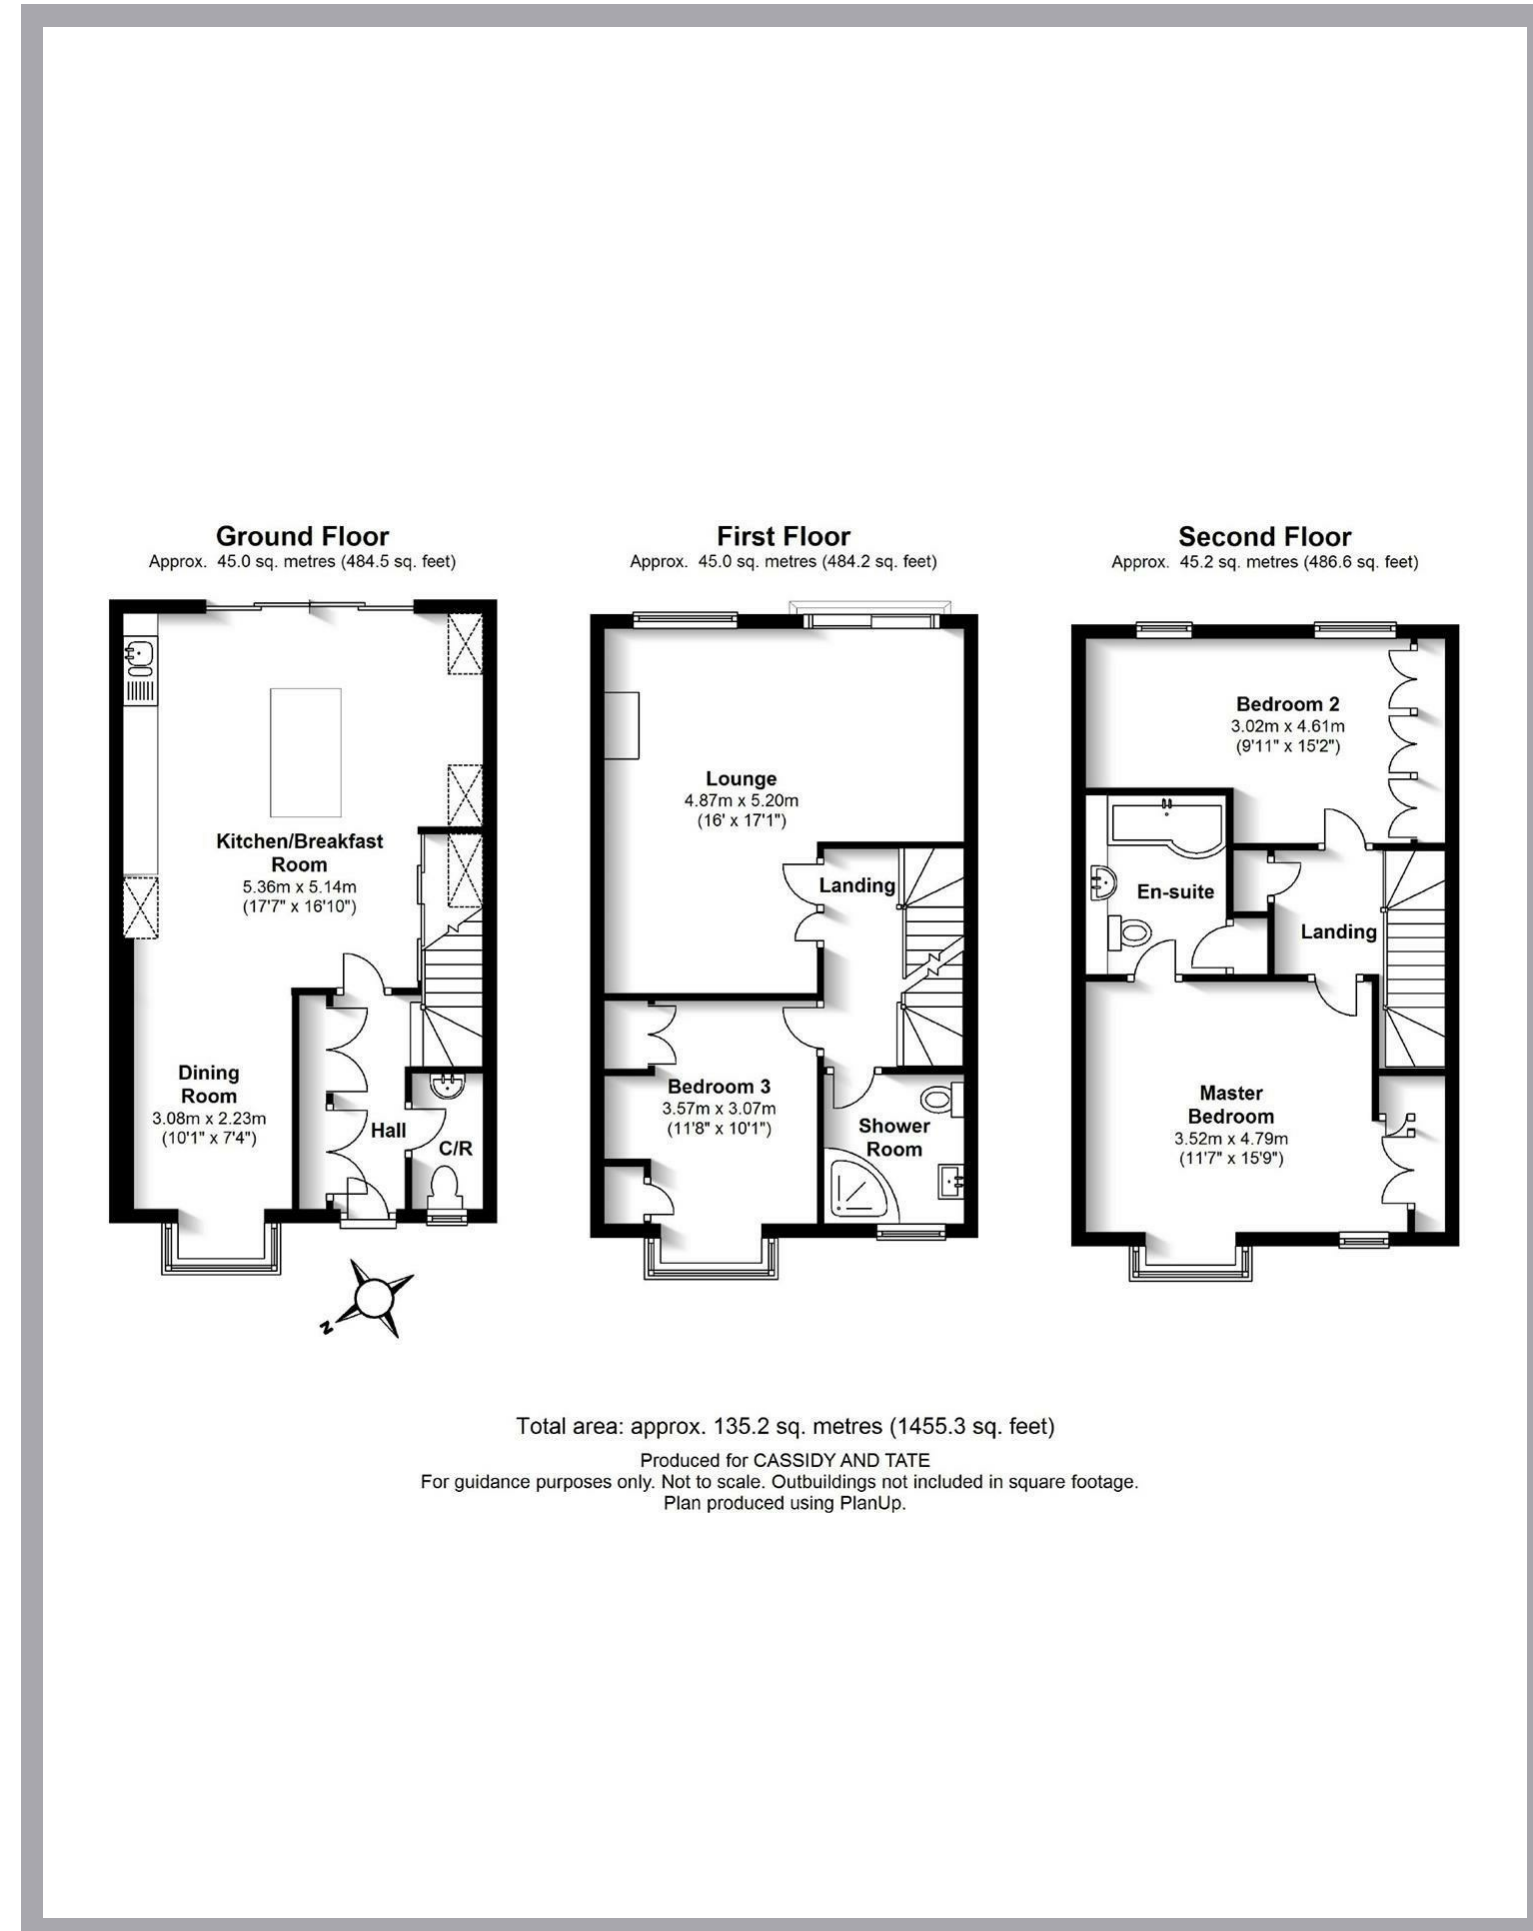 Ground Floor
Approx. 45.0 sq. metres (484.5 sq. feet)
Kitchen/Breakfast
Room
5.36m x 5.14m
(17'7" x 16'10")
Dining
Room
3.08m x 2.23m
(10'1" x 7'4")
Hall
C/R
N
First Floor
Approx. 45.0 sq. metres (484.2 sq. feet)
Lounge
4.87m x 5.20m
(16' x 17'1")
Landing
Bedroom 3
3.57m x 3.07m
(11'8" x 10'1")
Shower
Room
Second Floor
Approx. 45.2 sq. metres (486.6 sq. feet)
Bedroom 2
3.02m x 4.61m
(9'11" x 15'2")
En-suite
Landing
Master
Bedroom
3.52m x 4.79m
(11'7" x 15'9")
Total area: approx. 135.2 sq. metres (1455.3 sq. feet)
Produced for CASSIDY AND TATE
For guidance purposes only. Not to scale. Outbuildings not included in square footage.
Plan produced using PlanUp.